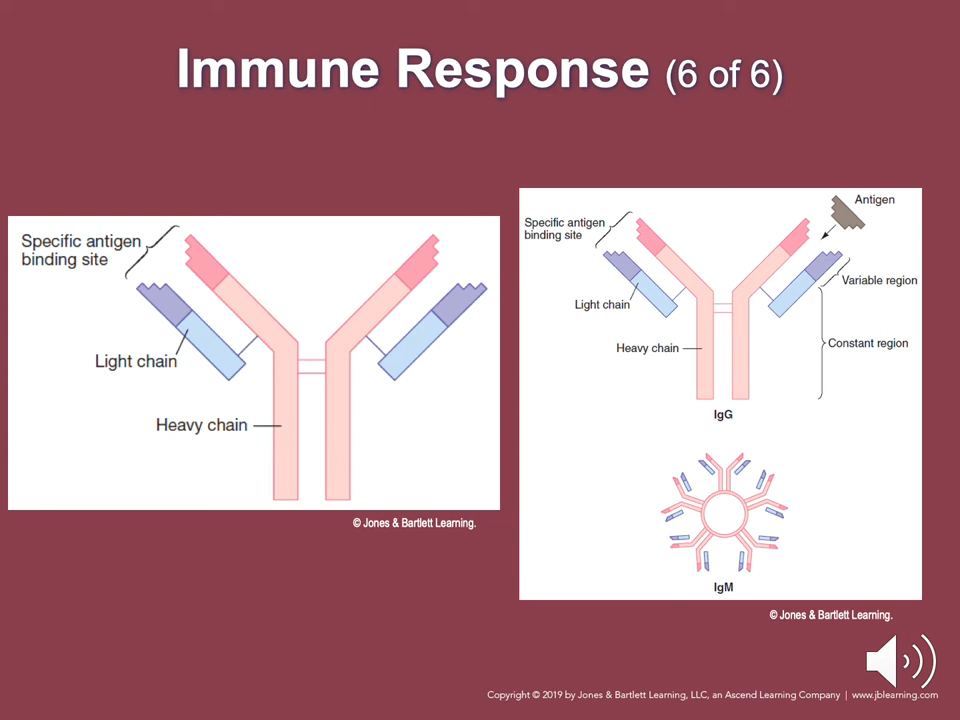 Immune Response (6 of 6)
Specific antigen
binding site
Light chain
Heavy chain
© Jones & Bartlett Learning.
Antigen
Specific antigen
binding site
Variable region
Light chain
Heavy chain
Constant region
IgG
IgM
© Jones & Bartlett Learning.
Copyright © 2019 by Jones & Bartlett Learning, LLC, an Ascend Learning Company | www.jblearning.com